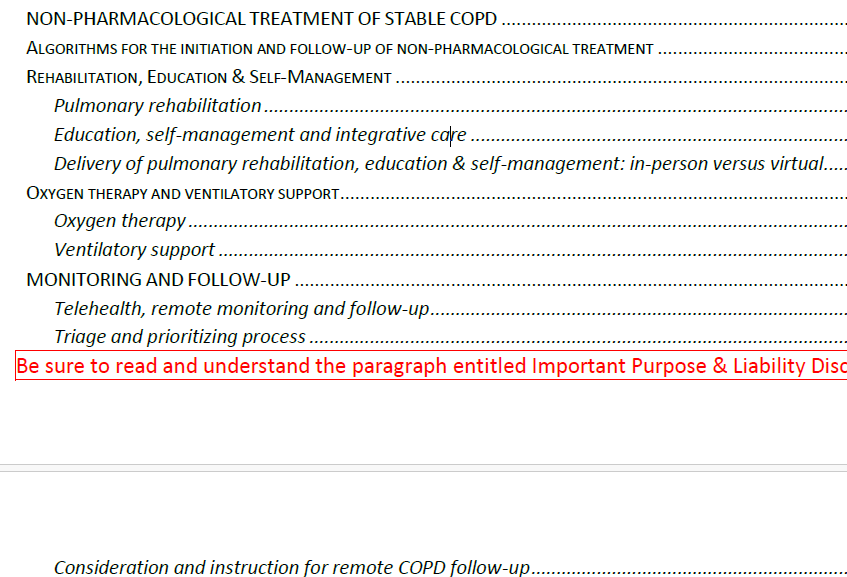 NON-PHARMACOLOGICAL TREATMENT OF STABLE COPD ........................................................
ALGORITHMS FOR THE INITIATION AND FOLLOW-UP OF NON-PHARMACOLOGICAL TREATMENT ................................
REHABILITATION, EDUCATION & SELF-MANAGEMENT ............................................................................
Pulmonary rehabilitation ....................................................................................................
Education, self-management and integrative care ................................................................
Delivery of pulmonary rehabilitation, education & self-management: in-person versus virtual.....
OXYGEN THERAPY AND VENTILATORY SUPPORT.......................................................................................
Oxygen therapy ....................................................................................................................
Ventilatory support ..............................................................................................................
MONITORING AND FOLLOW-UP ...............................................................................................
Telehealth, remote monitoring and follow-up.........................................................................
Triage and prioritizing process ..............................................................................................
Be sure to read and understand the paragraph entitled Important Purpose & Liability Disc
Consideration and instruction for remote COPD follow-up......................................................